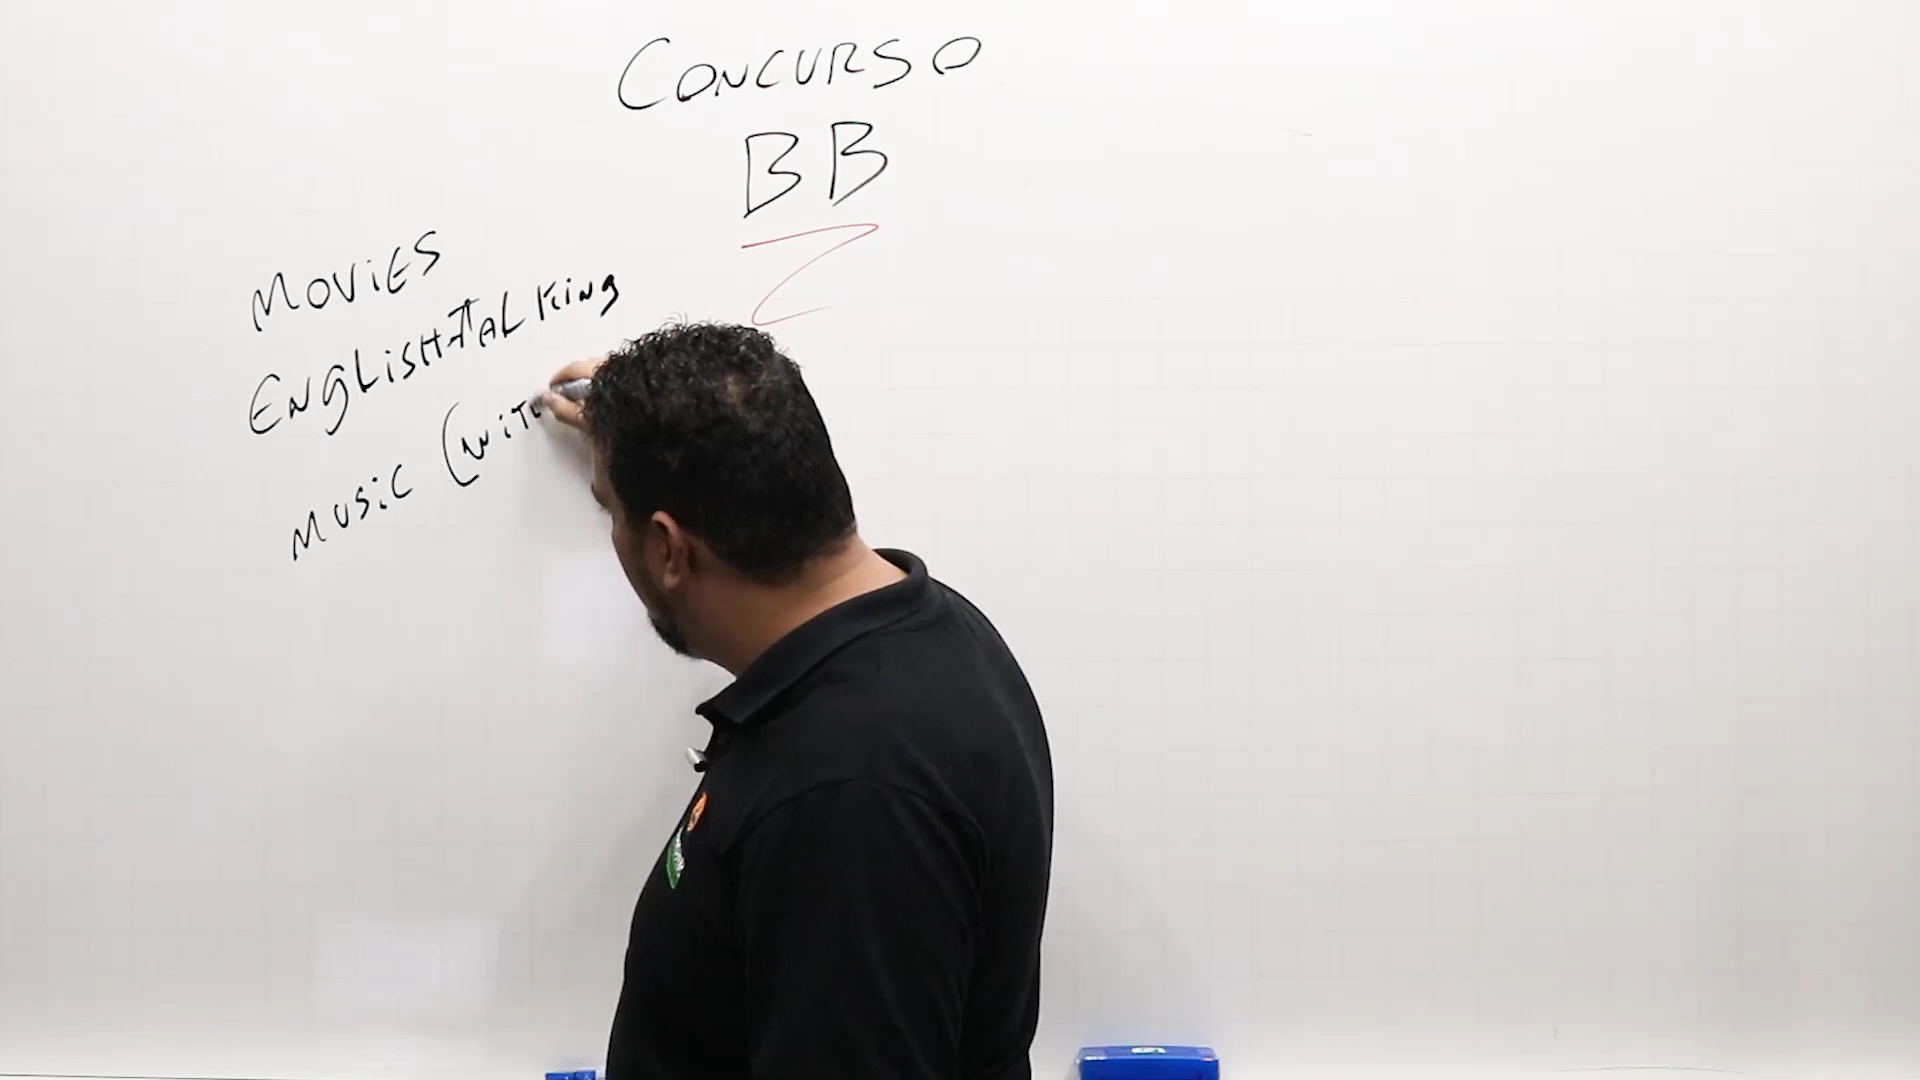 CONCURSO
BB
MOVIES
ENGLISH-TALKING
MUSIC (WIT